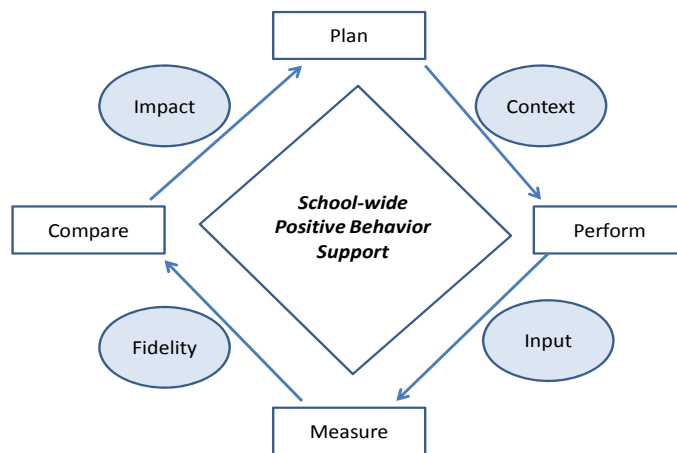 Plan
Impact
Context
School-wide
Positive Behavior
Support
Compare
Perform
Fidelity
Input
Measure